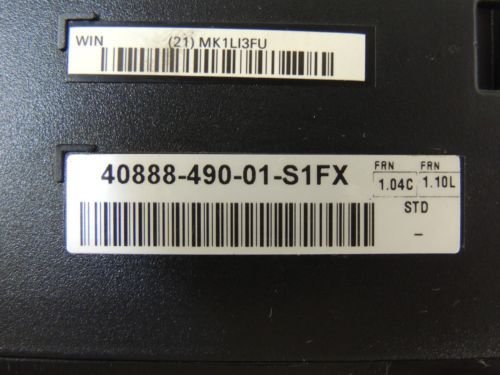 WIN (21) MK1LI3FU
40888-490-01-S1FX
FRN FRN
1.04C 1.10L
STD
–